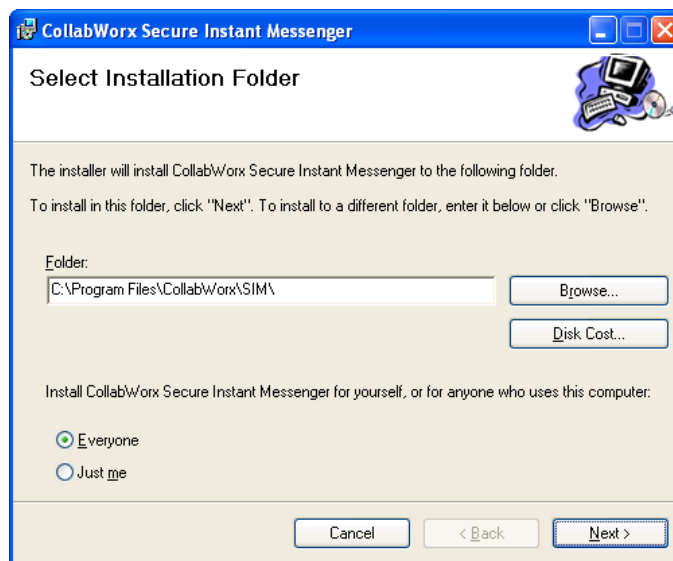 CollabWorx Secure Instant Messenger
Select Installation Folder
The installer will install CollabWorx Secure Instant Messenger to the following folder.
To install in this folder, click "Next". To install to a different folder, enter it below or click "Browse".
Folder:
C:\Program Files\CollabWorx\SIM\
Browse...
Disk Cost...
Install CollabWorx Secure Instant Messenger for yourself, or for anyone who uses this computer:
Everyone
Just me
Cancel
< Back
Next >